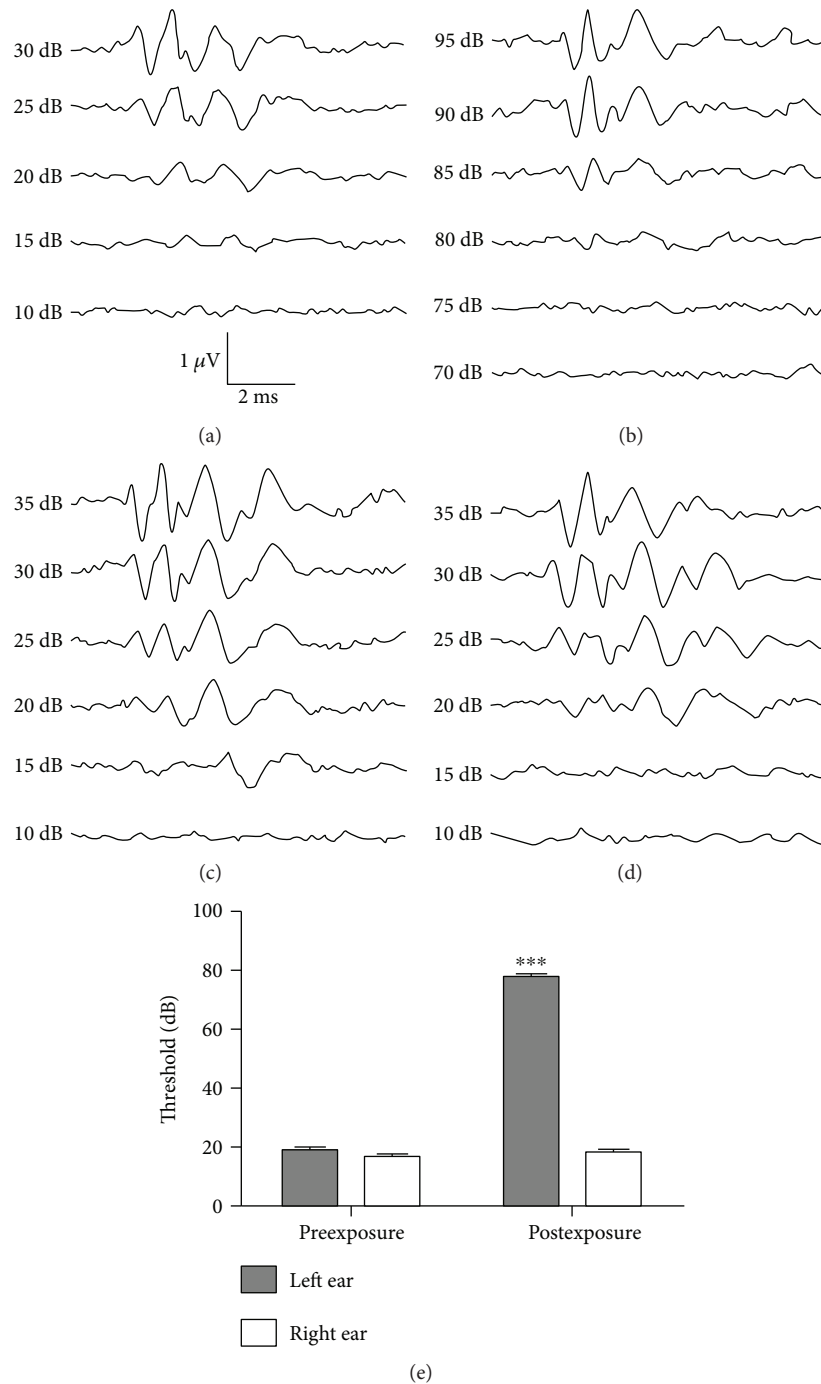 30 dB
25 dB
20 dB
15 dB
10 dB
1 μV
2 ms
(a)
95 dB
90 dB
85 dB
80 dB
75 dB
70 dB
(b)
35 dB
30 dB
25 dB
20 dB
15 dB
10 dB
(c)
35 dB
30 dB
25 dB
20 dB
15 dB
10 dB
(d)
100
80
60
40
20
0
Threshold (dB)
***
Preexposure
Postexposure
Left ear
Right ear
(e)